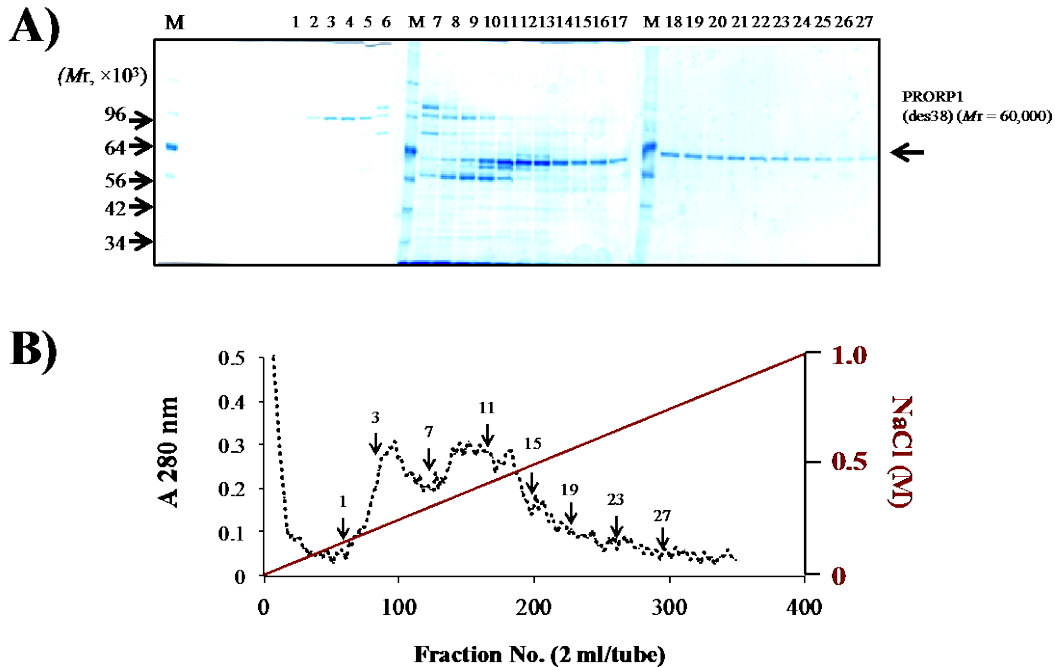 A)
M 1 2 3 4 5 6 M 7 8 9 10 11 12 13 14 15 16 17 M 18 19 20 21 22 23 24 25 26 27
(Mr, ×10³)
96
64
56
42
34
PRORP1
(des38) (Mr = 60,000)
B)
A 280 nm
0.5
0.4
0.3
0.2
0.1
0
1
3
7
11
15
19
23
27
1.0
0.5
0
NaCl (M)
0 100 200 300 400
Fraction No. (2 ml/tube)